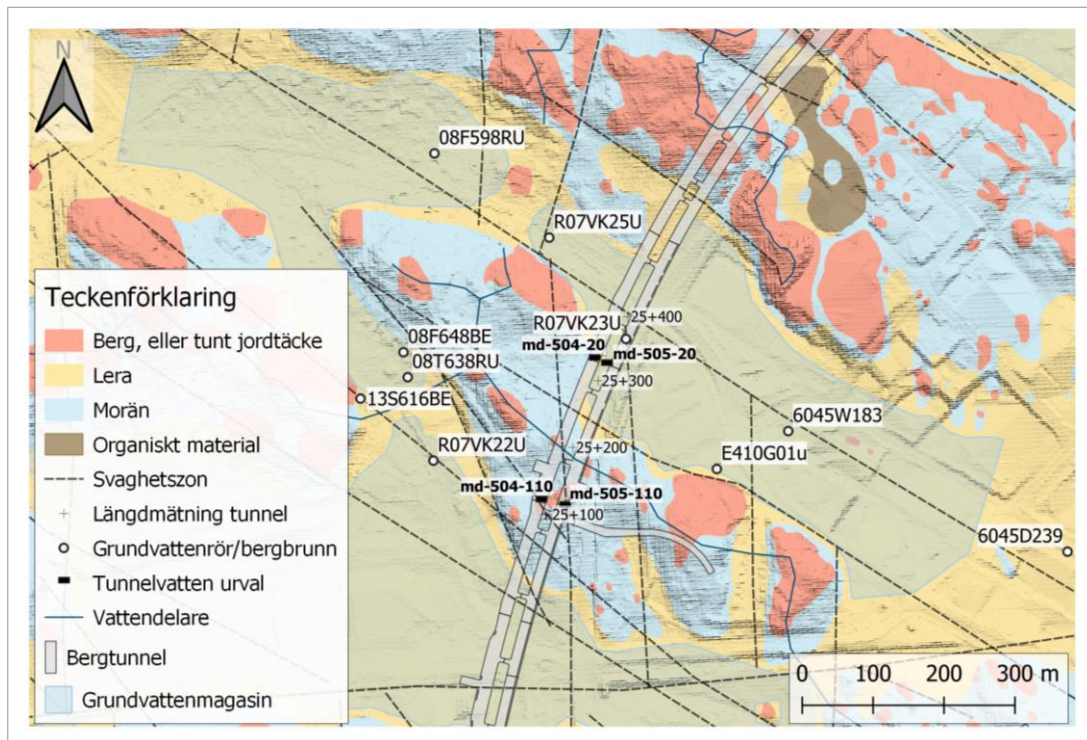 N
08F598RU
R07VK25U
Teckenförklaring
Berg, eller tunt jordtäcke
Lera
Morän
Organiskt material
Svaghetszon
Längdmätning tunnel
Grundvattenrör/bergbrunn
Tunnelvatten urval
Vattendelare
Bergtunnel
Grundvattenmagasin
R07VK23U
25+400
08F648BE
md-504-20
md-505-20
08T638RU
25+300
13S616BE
6045W183
R07VK22U
25+200
E410G01u
md-504-110
md-505-110
25+100
6045D239
0 100 200 300 m